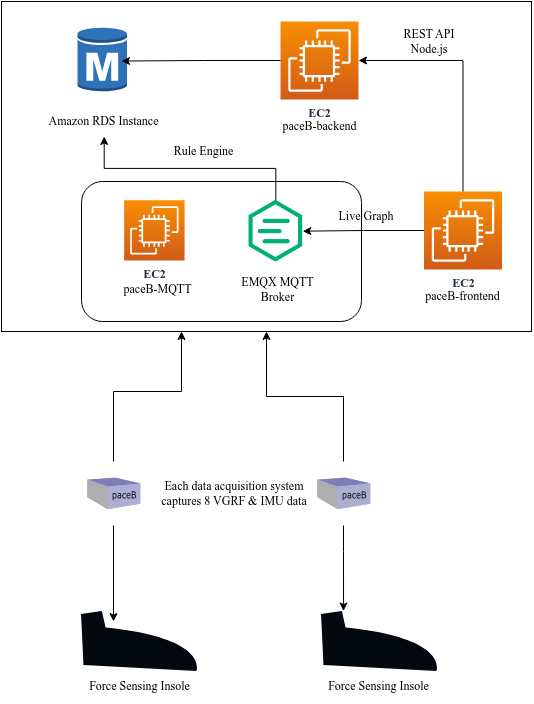 REST API
Node.js
M
Amazon RDS Instance
EC2
paceB-backend
Rule Engine
Live Graph
EC2
paceB-MQTT
EMQX MQTT
Broker
EC2
paceB-frontend
paceB
Each data acquisition system
captures 8 VGRF & IMU data
paceB
Force Sensing Insole
Force Sensing Insole